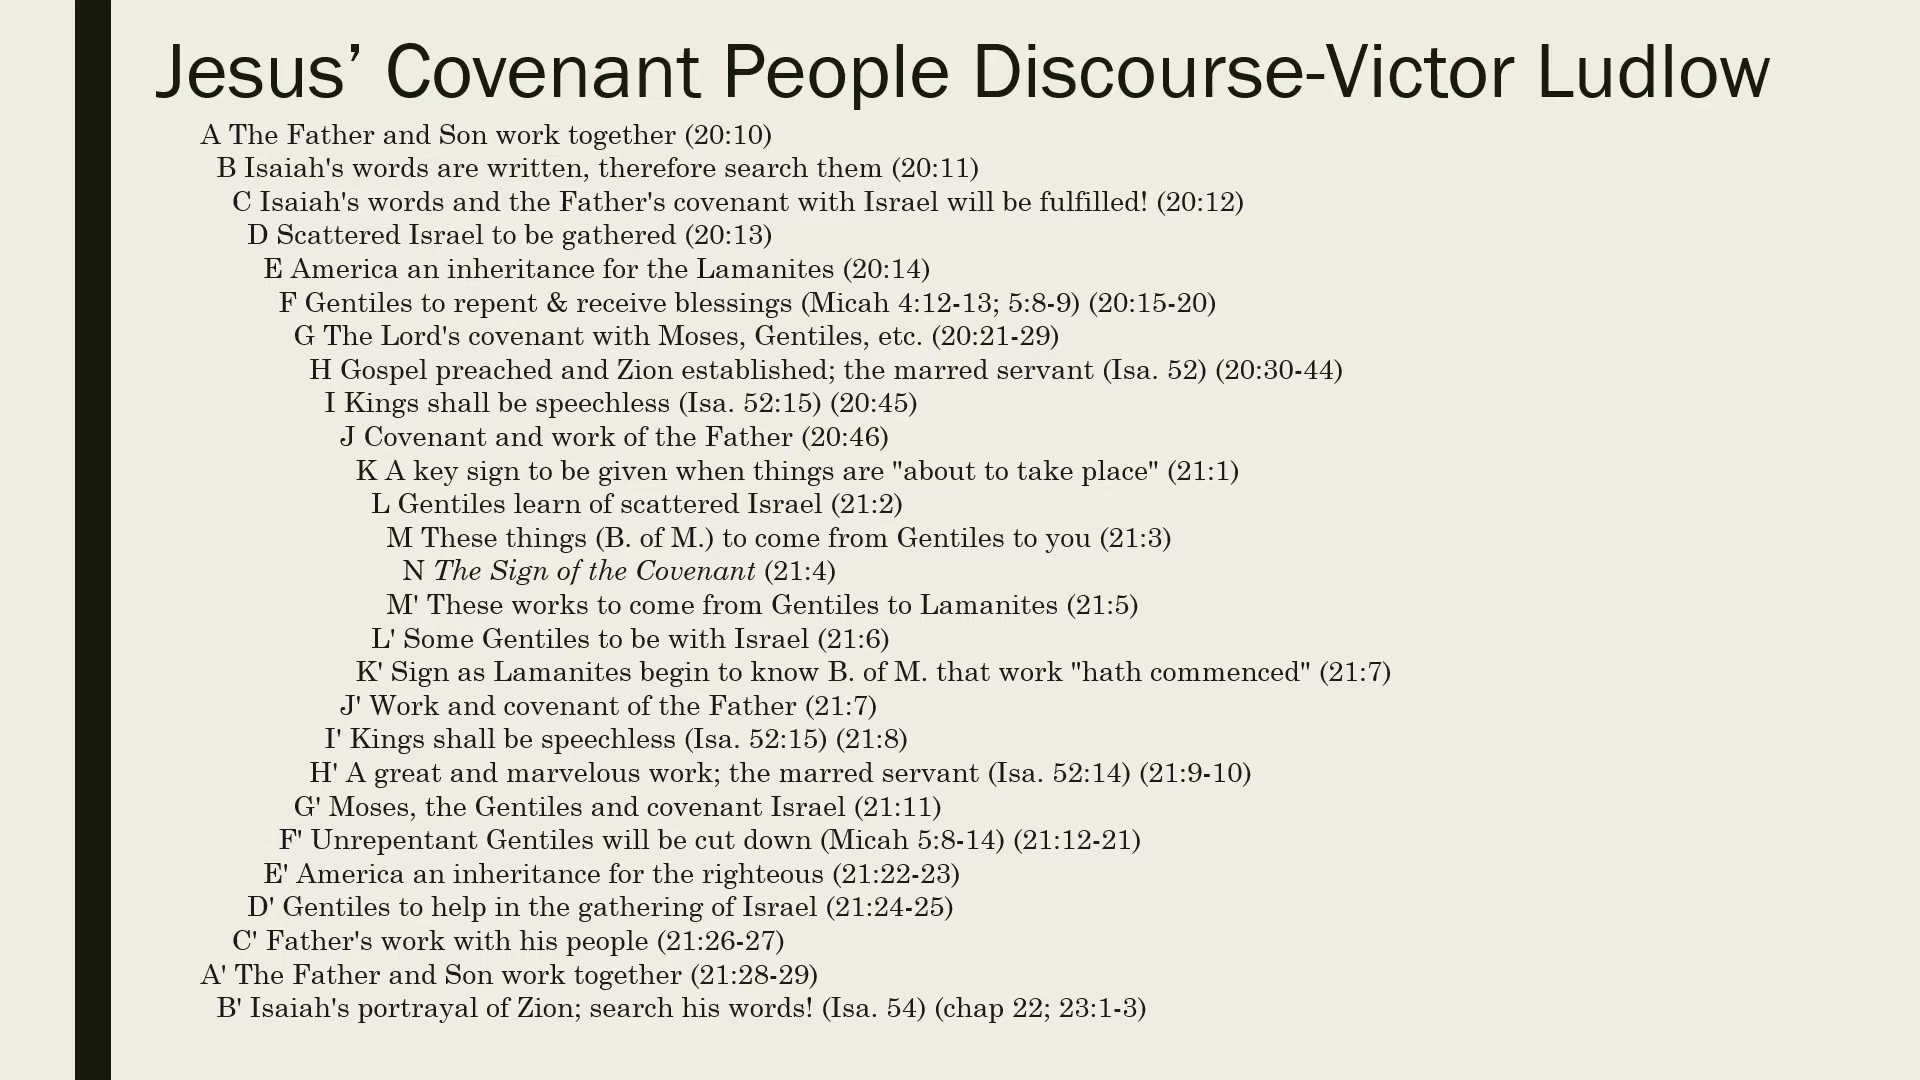 Jesus’ Covenant People Discourse-Victor Ludlow
A The Father and Son work together (20:10)
B Isaiah's words are written, therefore search them (20:11)
C Isaiah's words and the Father's covenant with Israel will be fulfilled! (20:12)
D Scattered Israel to be gathered (20:13)
E America an inheritance for the Lamanites (20:14)
F Gentiles to repent & receive blessings (Micah 4:12-13; 5:8-9) (20:15-20)
G The Lord's covenant with Moses, Gentiles, etc. (20:21-29)
H Gospel preached and Zion established; the marred servant (Isa. 52) (20:30-44)
I Kings shall be speechless (Isa. 52:15) (20:45)
J Covenant and work of the Father (20:46)
K A key sign to be given when things are "about to take place" (21:1)
L Gentiles learn of scattered Israel (21:2)
M These things (B. of M.) to come from Gentiles to you (21:3)
N The Sign of the Covenant (21:4)
M' These works to come from Gentiles to Lamanites (21:5)
L' Some Gentiles to be with Israel (21:6)
K' Sign as Lamanites begin to know B. of M. that work "hath commenced" (21:7)
J' Work and covenant of the Father (21:7)
I' Kings shall be speechless (Isa. 52:15) (21:8)
H' A great and marvelous work; the marred servant (Isa. 52:14) (21:9-10)
G' Moses, the Gentiles and covenant Israel (21:11)
F' Unrepentant Gentiles will be cut down (Micah 5:8-14) (21:12-21)
E' America an inheritance for the righteous (21:22-23)
D' Gentiles to help in the gathering of Israel (21:24-25)
C' Father's work with his people (21:26-27)
A' The Father and Son work together (21:28-29)
B' Isaiah's portrayal of Zion; search his words! (Isa. 54) (chap 22; 23:1-3)